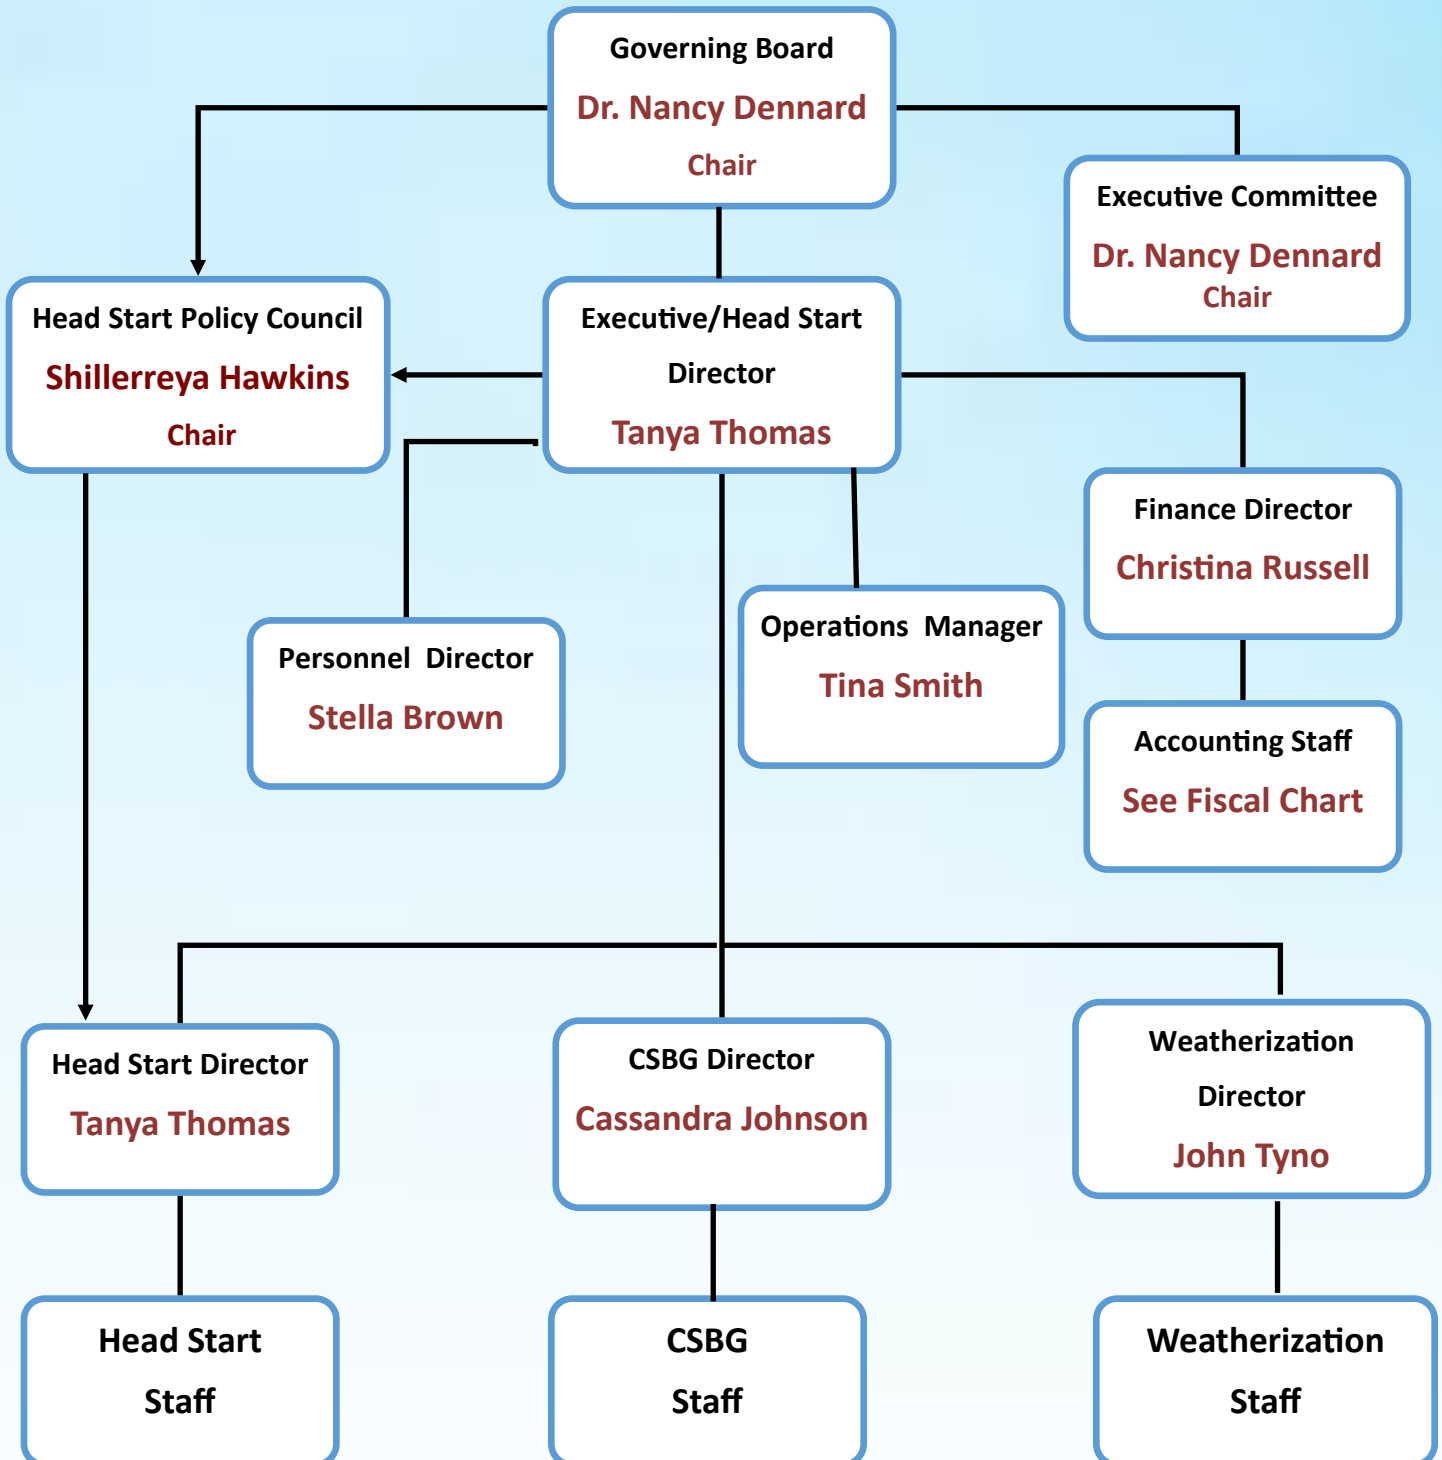 Governing Board
Dr. Nancy Dennard
Chair
Executive Committee
Dr. Nancy Dennard
Chair
Head Start Policy Council
Shillerreya Hawkins
Chair
Executive/Head Start
Director
Tanya Thomas
Finance Director
Christina Russell
Personnel  Director
Stella Brown
Operations  Manager
Tina Smith
Accounting Staff
See Fiscal Chart
Head Start Director
Tanya Thomas
CSBG Director
Cassandra Johnson
Weatherization
Director
John Tyno
Head Start
Staff
CSBG
Staff
Weatherization
Staff